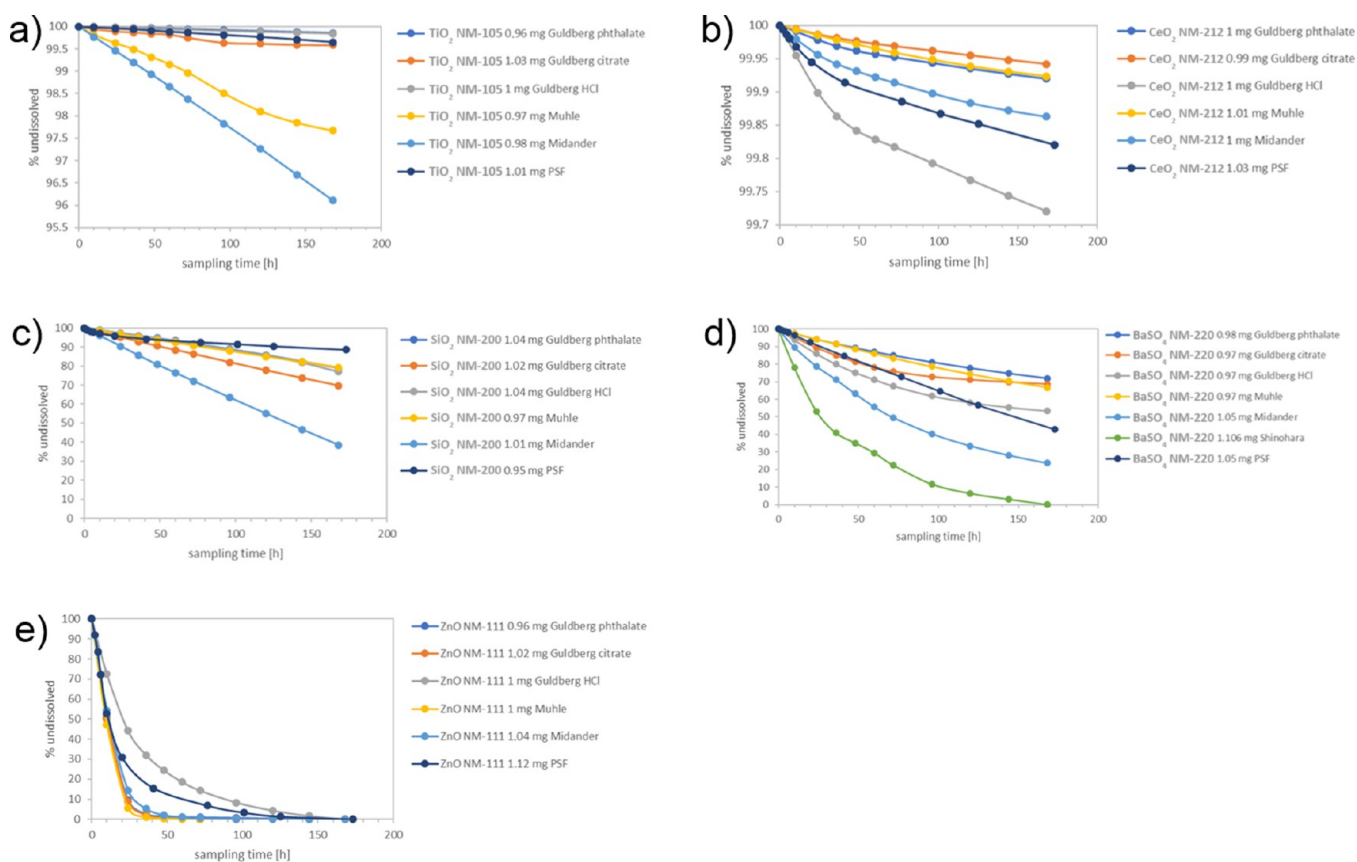 a)
100
99.5
99
98.5
98
97.5
97
96.5
96
95.5
% undissolved
0 50 100 150 200
sampling time [h]
TiO2 NM-105 0.96 mg Guldberg phthalate
TiO2 NM-105 1.03 mg Guldberg citrate
TiO2 NM-105 1 mg Guldberg HCl
TiO2 NM-105 0.97 mg Muhle
TiO2 NM-105 0.98 mg Midander
TiO2 NM-105 1.01 mg PSF
b)
100
99.95
99.9
99.85
99.8
99.75
99.7
% undissolved
0 50 100 150 200
sampling time [h]
CeO2 NM-212 1 mg Guldberg phthalate
CeO2 NM-212 0.99 mg Guldberg citrate
CeO2 NM-212 1 mg Guldberg HCl
CeO2 NM-212 1.01 mg Muhle
CeO2 NM-212 1 mg Midander
CeO2 NM-212 1.03 mg PSF
c)
100
90
80
70
60
50
40
30
20
10
0
% undissolved
0 50 100 150 200
sampling time [h]
SiO2 NM-200 1.04 mg Guldberg phthalate
SiO2 NM-200 1.02 mg Guldberg citrate
SiO2 NM-200 1.04 mg Guldberg HCl
SiO2 NM-200 0.97 mg Muhle
SiO2 NM-200 1.01 mg Midander
SiO2 NM-200 0.95 mg PSF
d)
100
90
80
70
60
50
40
30
20
10
0
% undissolved
0 50 100 150 200
sampling time [h]
BaSO4 NM-220 0.98 mg Guldberg phthalate
BaSO4 NM-220 0.97 mg Guldberg citrate
BaSO4 NM-220 0.97 mg Guldberg HCl
BaSO4 NM-220 0.97 mg Muhle
BaSO4 NM-220 1.05 mg Midander
BaSO4 NM-220 1.106 mg Shinohara
BaSO4 NM-220 1.05 mg PSF
e)
100
90
80
70
60
50
40
30
20
10
0
% undissolved
0 50 100 150 200
sampling time [h]
ZnO NM-111 0.96 mg Guldberg phthalate
ZnO NM-111 1.02 mg Guldberg citrate
ZnO NM-111 1 mg Guldberg HCl
ZnO NM-111 1 mg Muhle
ZnO NM-111 1.04 mg Midander
ZnO NM-111 1.12 mg PSF